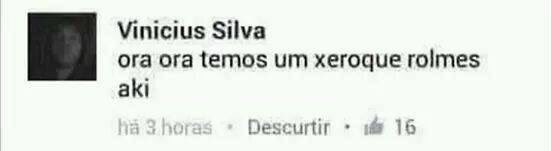 Vinicius Silva
ora ora temos um xeroque rolmes
aki
há 3 horas · Descurtir · 16